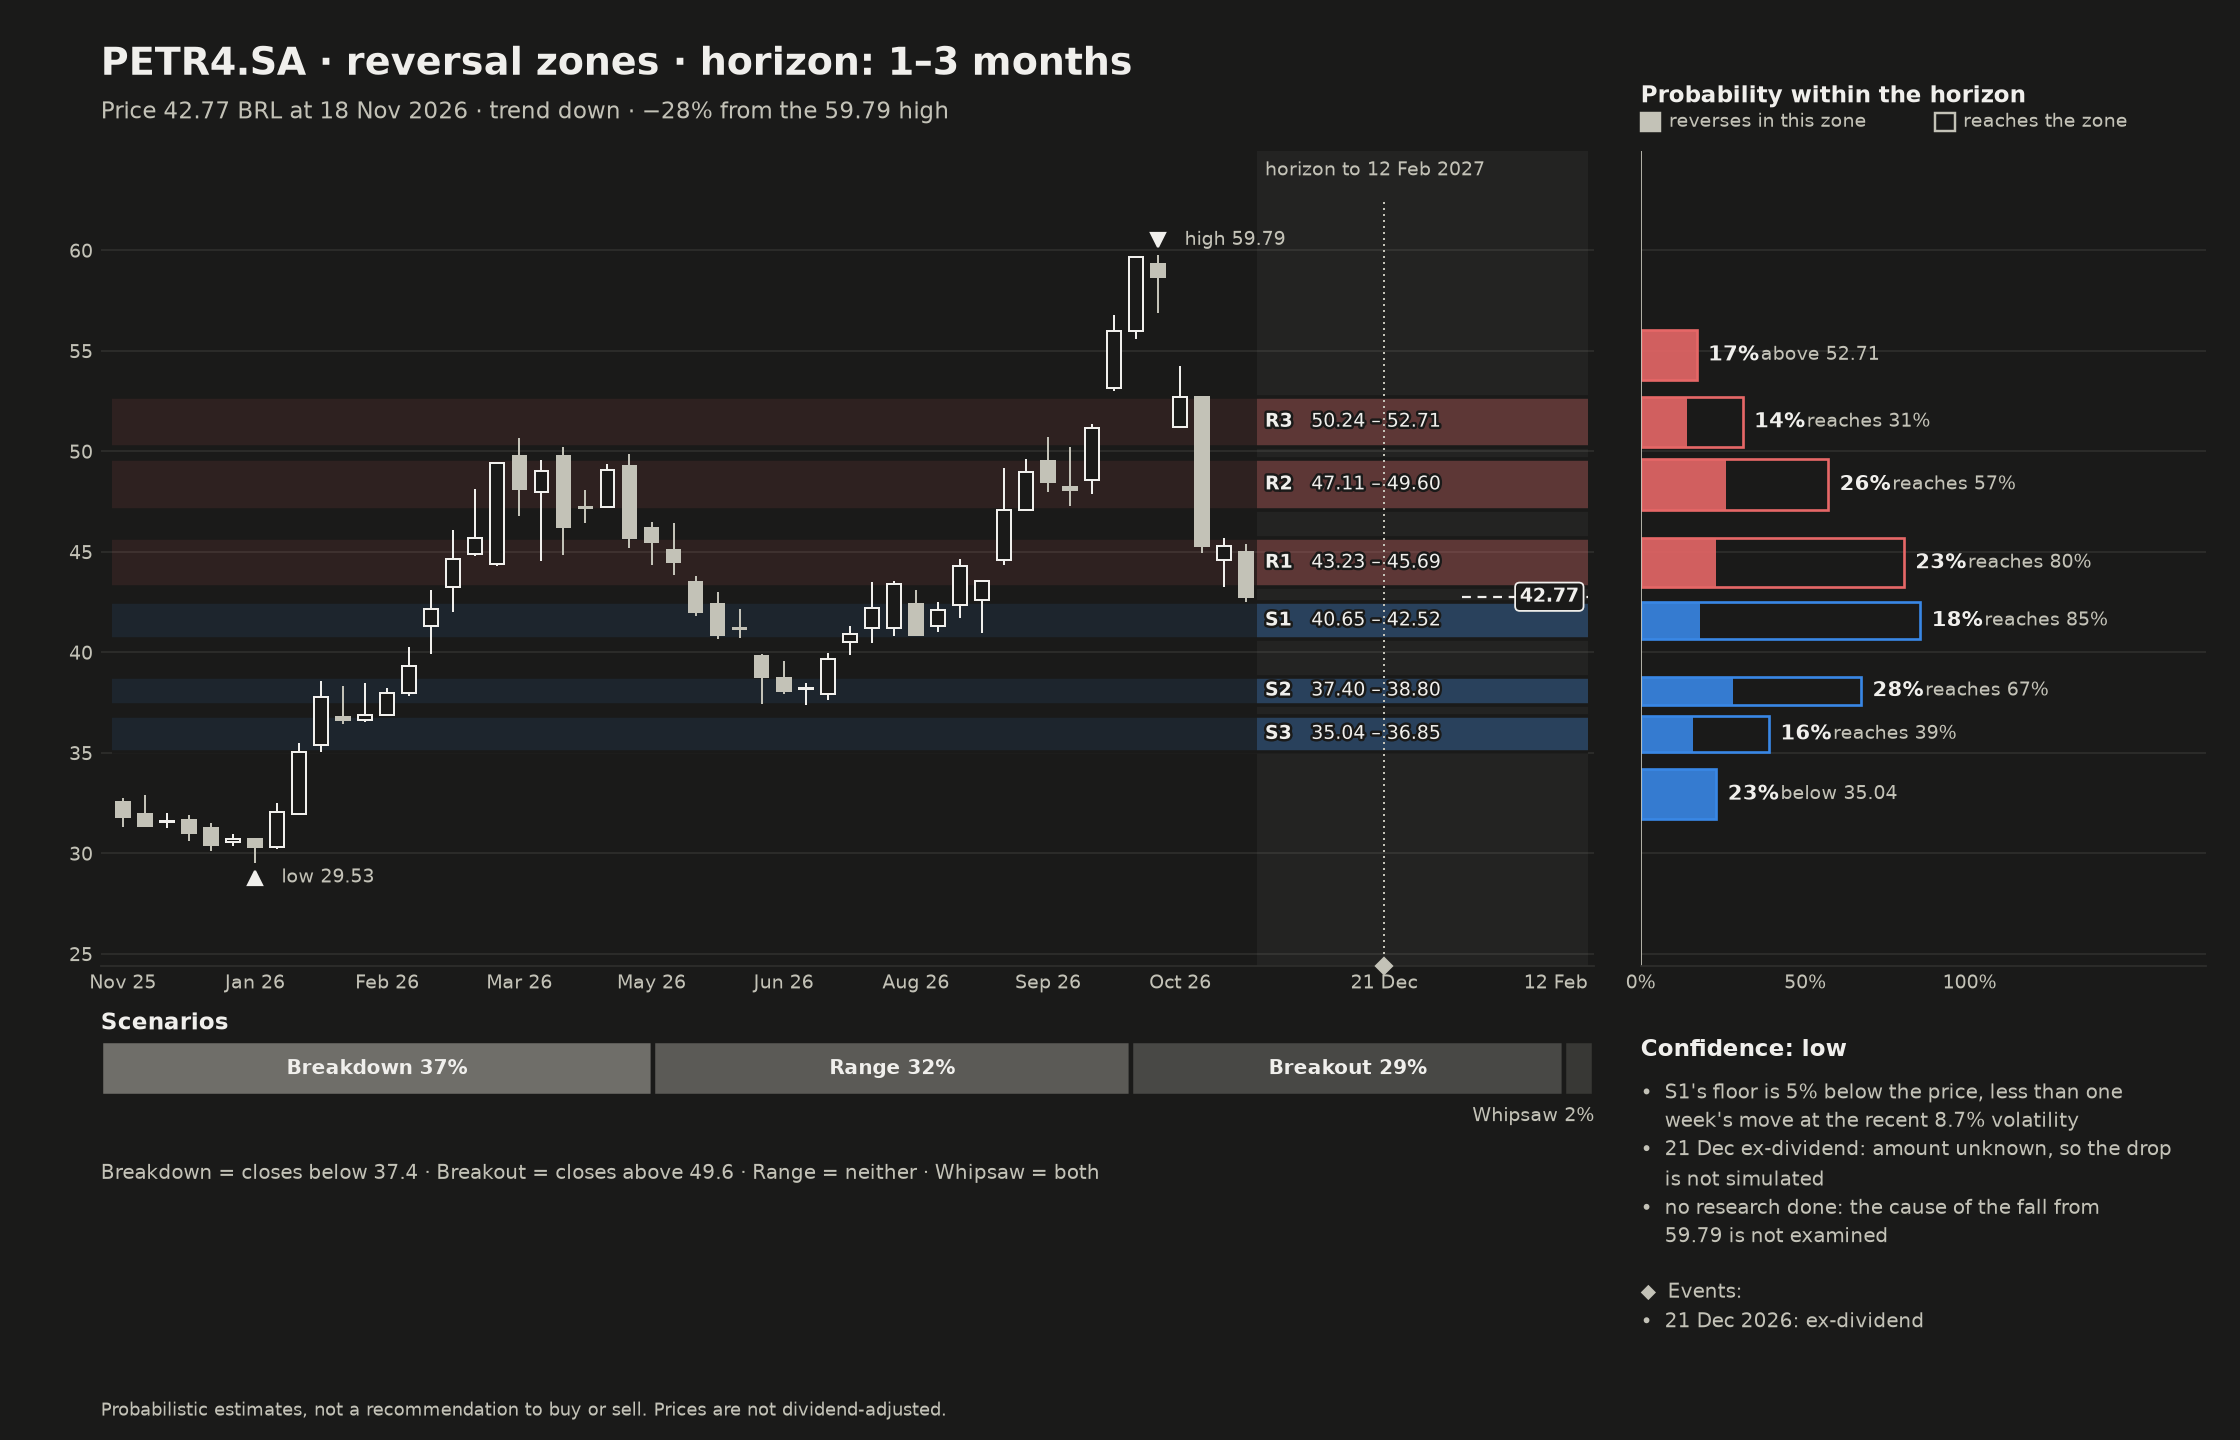 PETR4.SA · reversal zones · horizon: 1–3 months
Price 42.77 BRL at 18 Nov 2026 · trend down · −28% from the 59.79 high
Probability within the horizon
reverses in this zone
reaches the zone
horizon to 12 Feb 2027
high 59.79
low 29.53
60
55
50
45
40
35
30
25
R3 50.24 – 52.71
R2 47.11 – 49.60
R1 43.23 – 45.69
42.77
S1 40.65 – 42.52
S2 37.40 – 38.80
S3 35.04 – 36.85
17% above 52.71
14% reaches 31%
26% reaches 57%
23% reaches 80%
18% reaches 85%
28% reaches 67%
16% reaches 39%
23% below 35.04
Nov 25
Jan 26
Feb 26
Mar 26
May 26
Jun 26
Aug 26
Sep 26
Oct 26
21 Dec
12 Feb
0%
50%
100%
Scenarios
Breakdown 37%
Range 32%
Breakout 29%
Whipsaw 2%
Breakdown = closes below 37.4 · Breakout = closes above 49.6 · Range = neither · Whipsaw = both
Confidence: low
• S1's floor is 5% below the price, less than one
week's move at the recent 8.7% volatility
• 21 Dec ex-dividend: amount unknown, so the drop
is not simulated
• no research done: the cause of the fall from
59.79 is not examined
◆ Events:
• 21 Dec 2026: ex-dividend
Probabilistic estimates, not a recommendation to buy or sell. Prices are not dividend-adjusted.